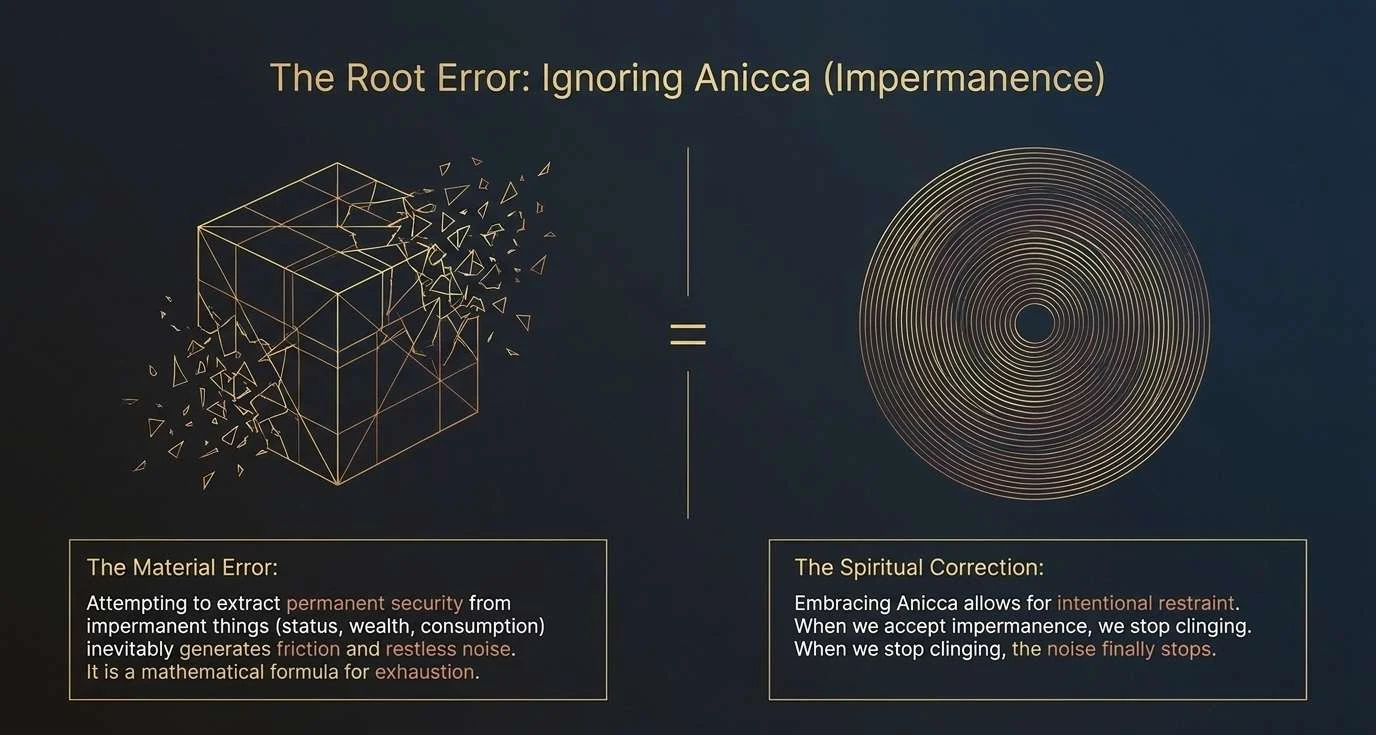 The Root Error: Ignoring Anicca (Impermanence)
=
The Material Error:
Attempting to extract permanent security from
impermanent things (status, wealth, consumption)
inevitably generates friction and restless noise.
It is a mathematical formula for exhaustion.
The Spiritual Correction:
Embracing Anicca allows for intentional restraint.
When we accept impermanence, we stop clinging.
When we stop clinging, the noise finally stops.